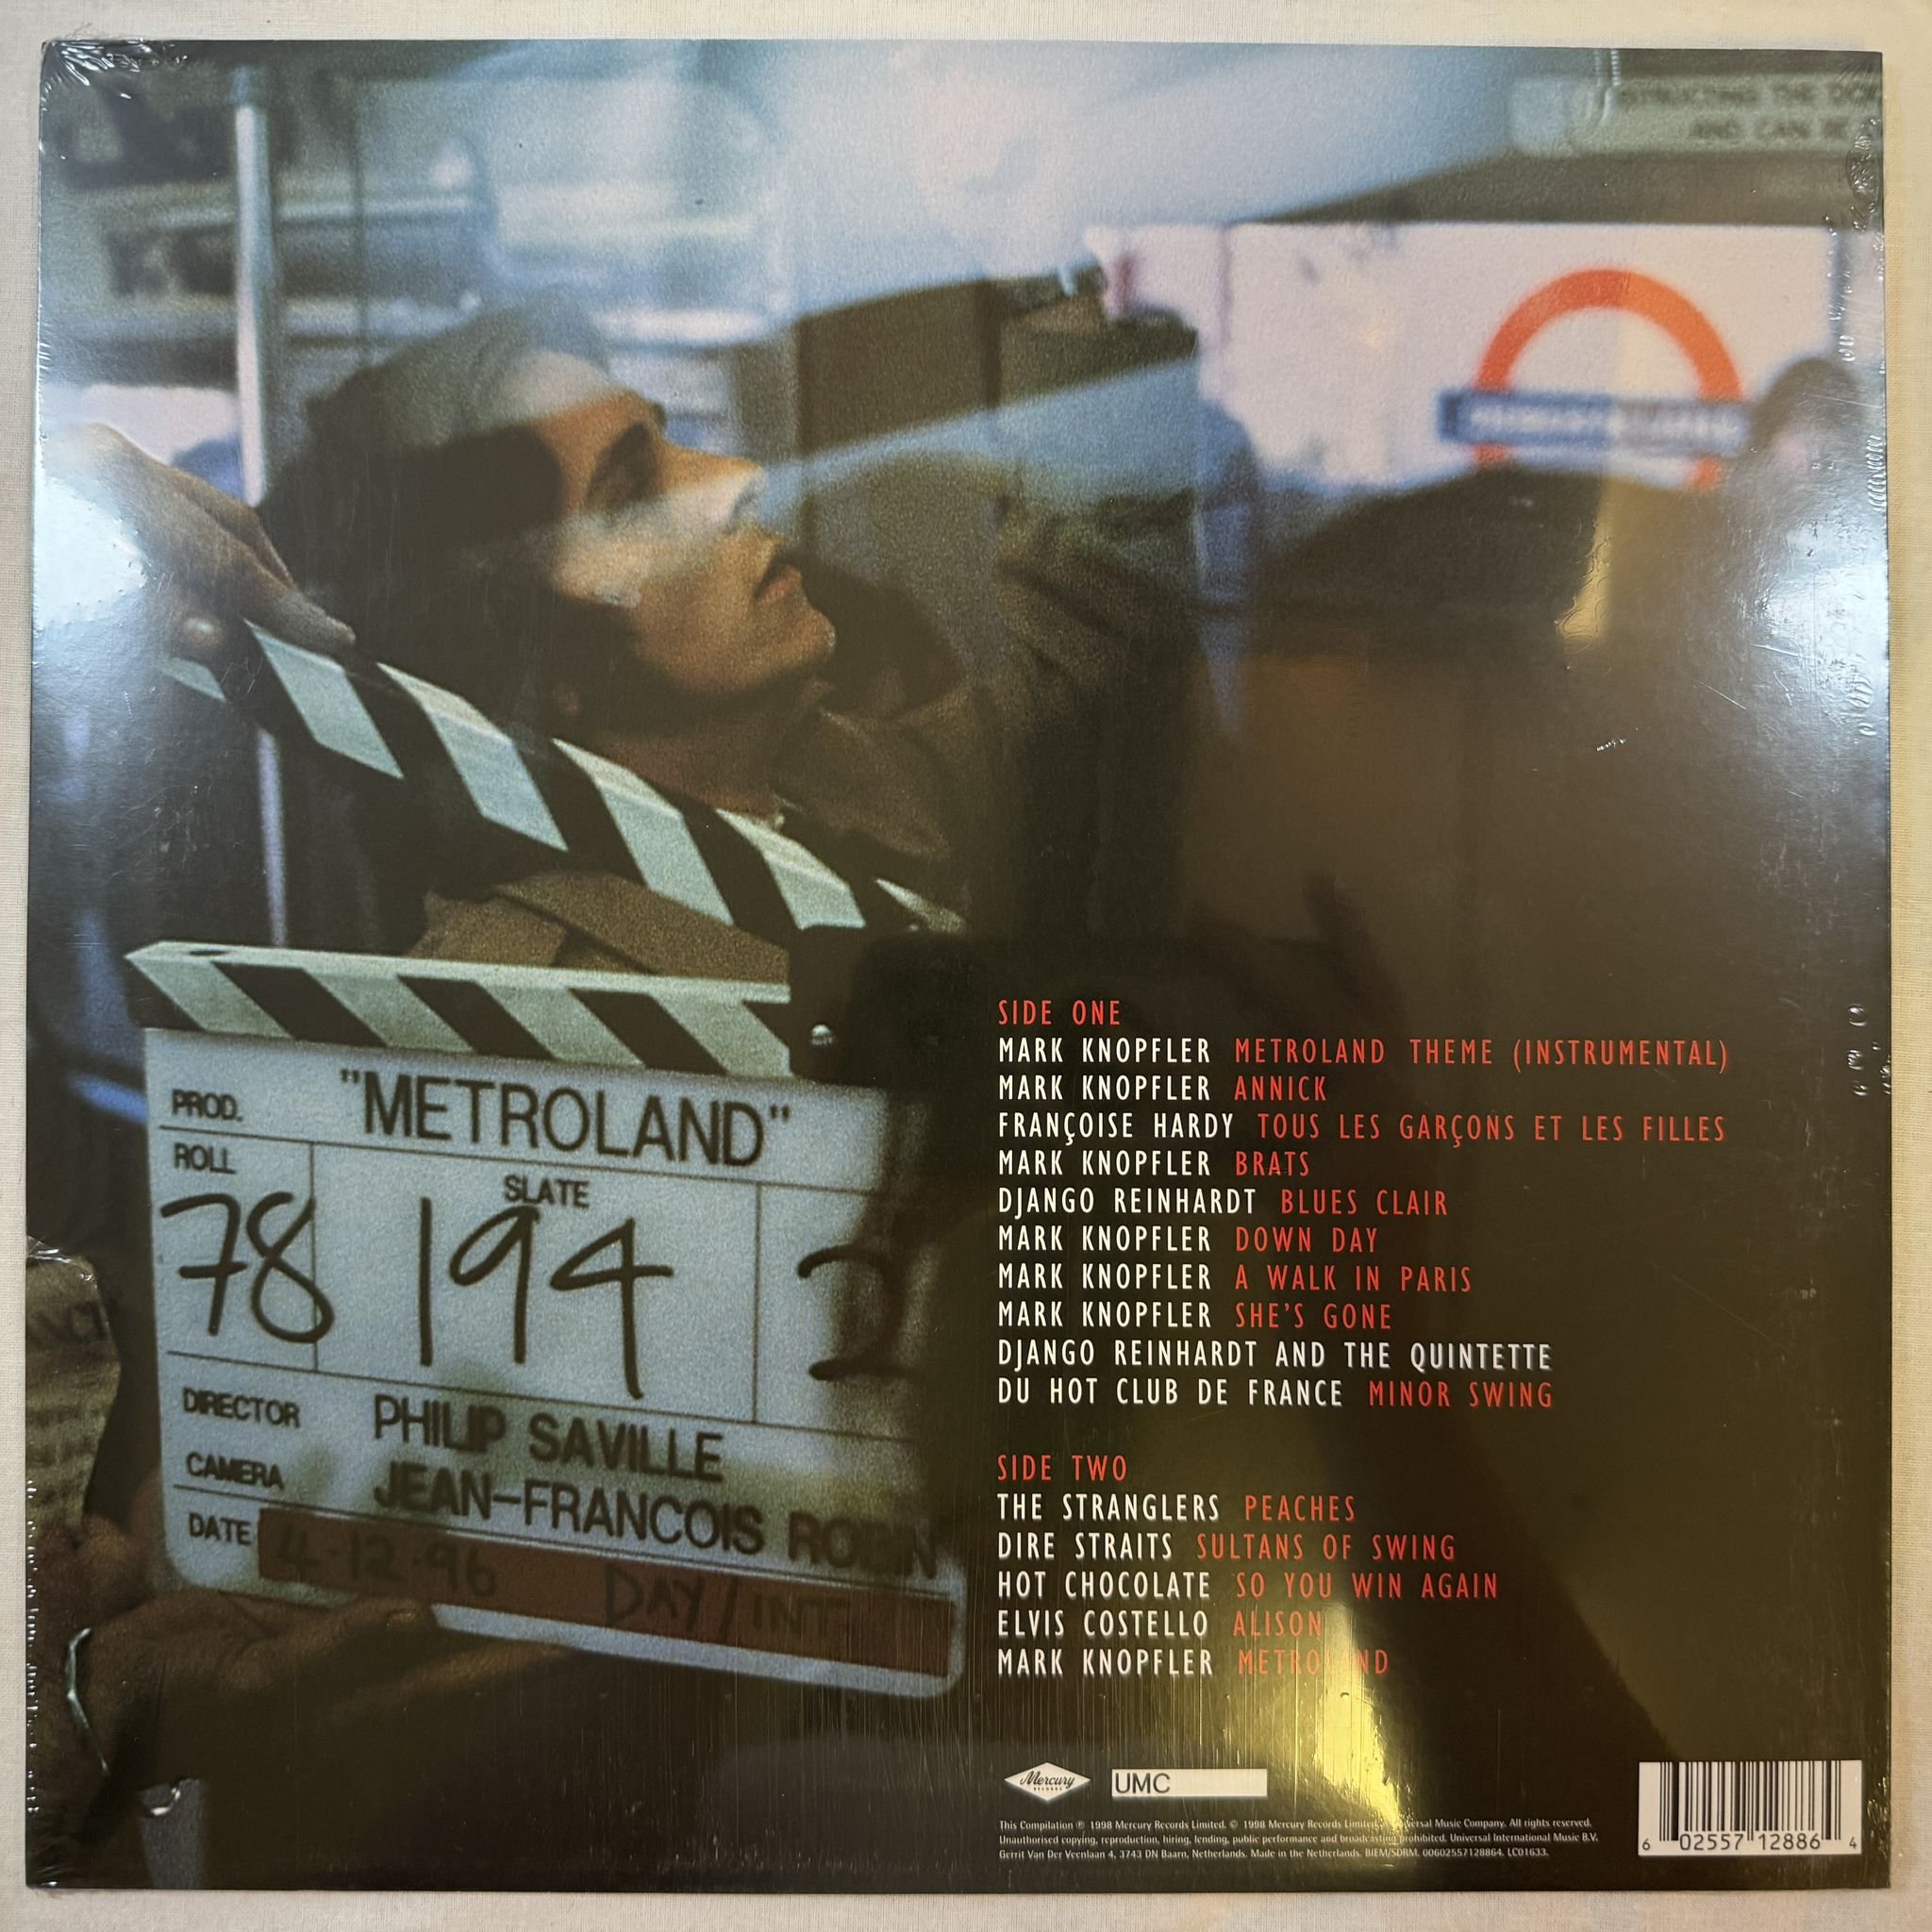 STRUCTING THE DOO
AND CAN BE
PROD.
"METROLAND"
ROLL
SLATE
78
194
2
DIRECTOR
PHILIP SAVILLE
CAMERA
JEAN-FRANCOIS ROBIN
DATE
4-12-96 DAY/INT.
SIDE ONE
MARK KNOPFLER METROLAND THEME (INSTRUMENTAL)
MARK KNOPFLER ANNICK
FRANÇOISE HARDY TOUS LES GARÇONS ET LES FILLES
MARK KNOPFLER BRATS
DJANGO REINHARDT BLUES CLAIR
MARK KNOPFLER DOWN DAY
MARK KNOPFLER A WALK IN PARIS
MARK KNOPFLER SHE'S GONE
DJANGO REINHARDT AND THE QUINTETTE
DU HOT CLUB DE FRANCE MINOR SWING
SIDE TWO
THE STRANGLERS PEACHES
DIRE STRAITS SULTANS OF SWING
HOT CHOCOLATE SO YOU WIN AGAIN
ELVIS COSTELLO ALISON
MARK KNOPFLER METROLAND
Mercury
RECORDS
UMC
This Compilation ℗ 1998 Mercury Records Limited. © 1998 Mercury Records Limited, Universal Music Company. All rights reserved.
Unauthorised copying, reproduction, hiring, lending, public performance and broadcasting prohibited. Universal International Music B.V.
Gerrit Van Der Veenlaan 4, 3743 DN Baarn, Netherlands. Made in the Netherlands. BIEM/SDRM. 00602557128864. LC01633.
6 02557 12886 4